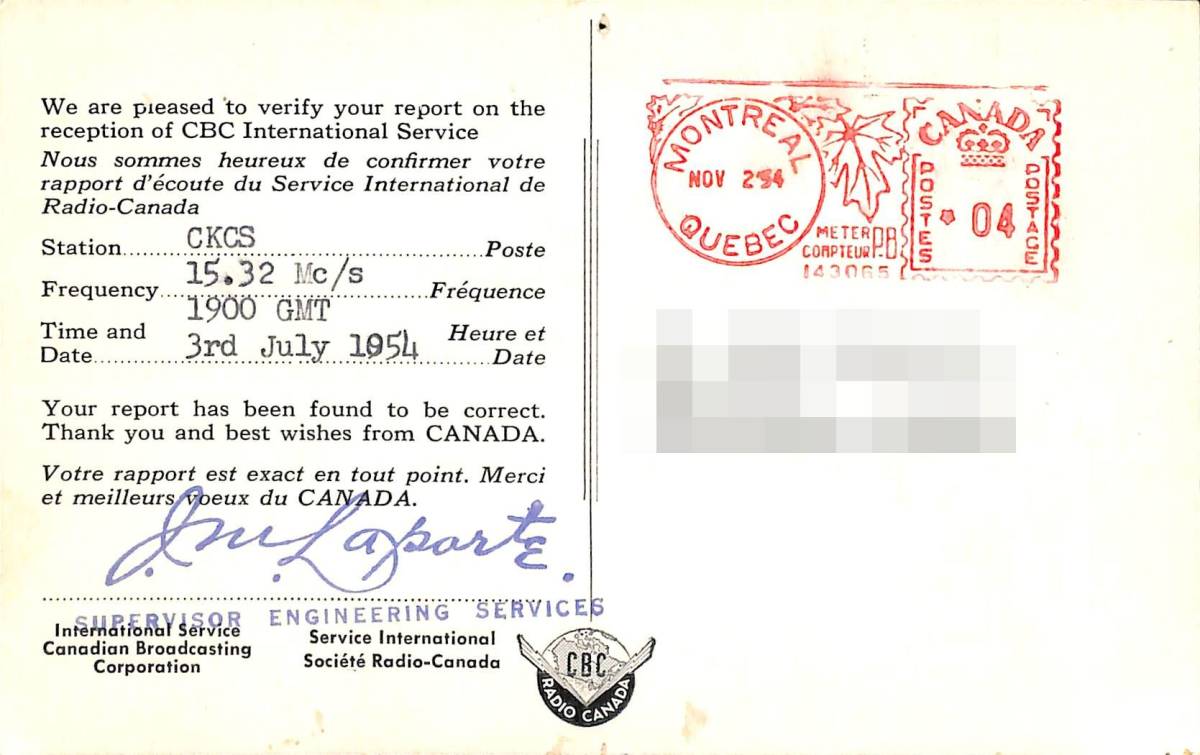 We are pleased to verify your report on the
reception of CBC International Service
Nous sommes heureux de confirmer votre
rapport d'écoute du Service International de
Radio-Canada
Station CKCS Poste
Frequency 15.32 Mc/s Fréquence
Time and 1900 GMT Heure et
Date 3rd July 1954 Date
Your report has been found to be correct.
Thank you and best wishes from CANADA.
Votre rapport est exact en tout point. Merci
et meilleurs voeux du CANADA.
J.M. Laporte.
SUPERVISOR ENGINEERING SERVICES
International Service
Canadian Broadcasting
Corporation
Service International
Société Radio-Canada
CBC
RADIO CANADA
MONTREAL
NOV 2 '54
QUEBEC
METER
COMPTEUR
P.B
143065
CANADA
POSTES
04
POSTAGE